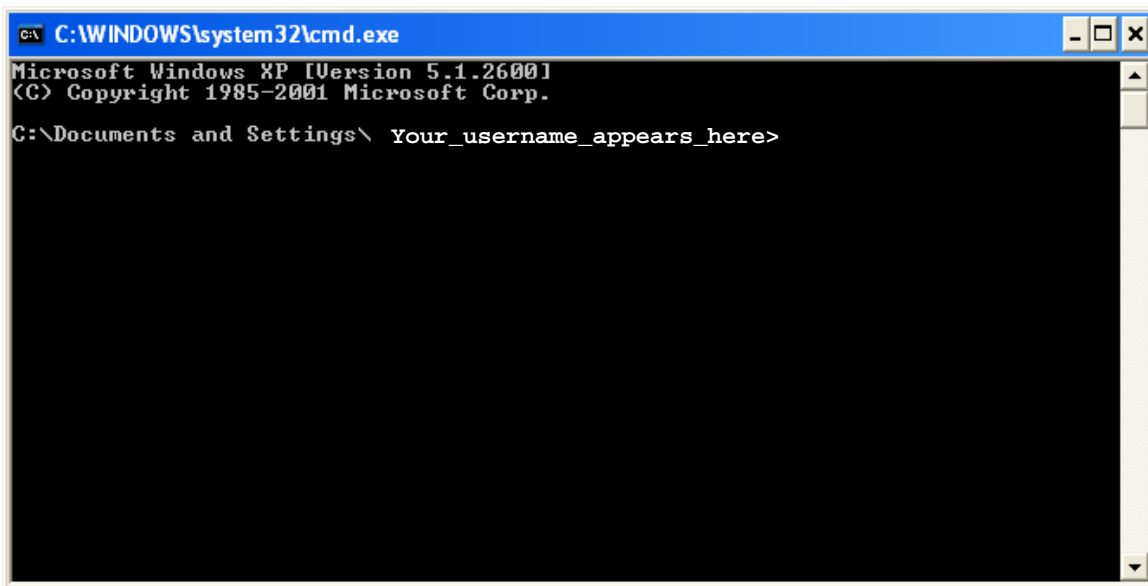 C:\WINDOWS\system32\cmd.exe
Microsoft Windows XP [Version 5.1.2600]
(C) Copyright 1985-2001 Microsoft Corp.
C:\Documents and Settings\ Your_username_appears_here>